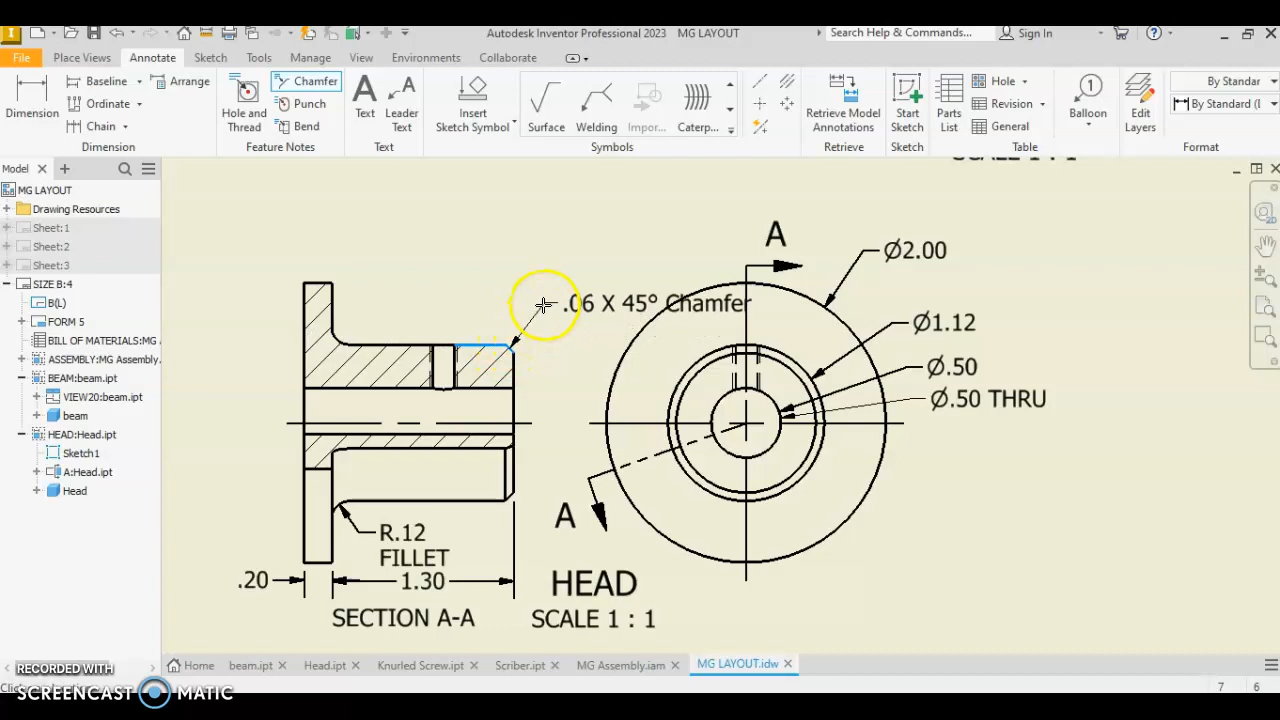 Autodesk Inventor Professional 2023 MG LAYOUT
Search Help & Commands...
Sign In
File Place Views Annotate Sketch Tools Manage View Environments Collaborate
Dimension
Baseline
Ordinate
Chain
Arrange
Dimension
Hole and Thread
Chamfer
Punch
Bend
Feature Notes
Text
Leader Text
Text
Insert Sketch Symbol
Surface
Welding
Impor...
Caterp...
Symbols
Retrieve Model Annotations
Retrieve
Start Sketch
Sketch
Parts List
Hole
Revision
General
Table
Balloon
Edit Layers
By Standar
By Standard (I
Format
Model
MG LAYOUT
Drawing Resources
Sheet:1
Sheet:2
Sheet:3
SIZE B:4
B(L)
FORM 5
BILL OF MATERIALS:MG
ASSEMBLY:MG Assembly.
BEAM:beam.ipt
VIEW20:beam.ipt
beam
HEAD:Head.ipt
Sketch1
A:Head.ipt
Head
SCALE 1 : 1
A
Ø2.00
.06 X 45° Chamfer
Ø1.12
Ø.50
Ø.50 THRU
A
R.12
FILLET
.20
1.30
HEAD
SECTION A-A
SCALE 1 : 1
Home beam.ipt Head.ipt Knurled Screw.ipt Scriber.ipt MG Assembly.iam MG LAYOUT.idw
7 6
RECORDED WITH
SCREENCAST MATIC